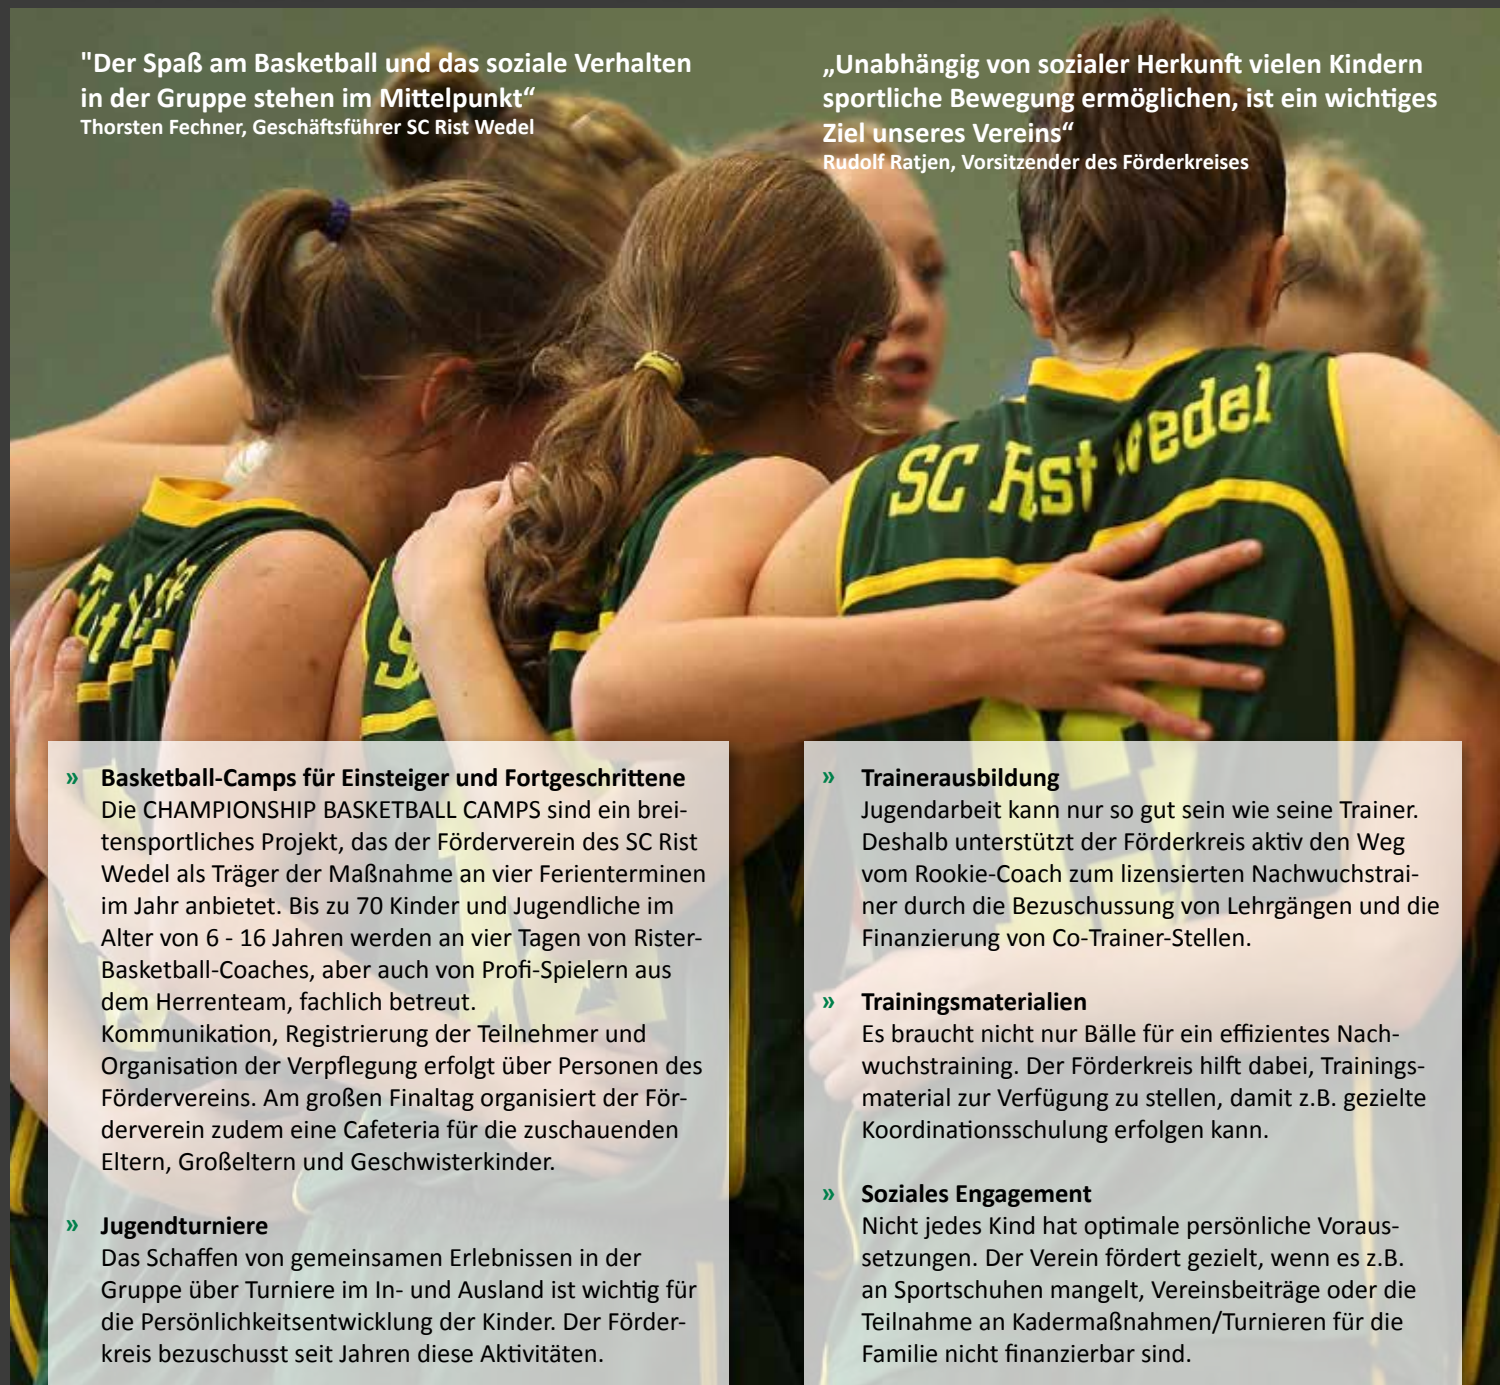 "Der Spaß am Basketball und das soziale Verhalten
in der Gruppe stehen im Mittelpunkt“
Thorsten Fechner, Geschäftsführer SC Rist Wedel
„Unabhängig von sozialer Herkunft vielen Kindern
sportliche Bewegung ermöglichen, ist ein wichtiges
Ziel unseres Vereins“
Rudolf Ratjen, Vorsitzender des Förderkreises
SC Rist Wedel
» Basketball-Camps für Einsteiger und Fortgeschrittene
Die CHAMPIONSHIP BASKETBALL CAMPS sind ein brei-
tensportliches Projekt, das der Förderverein des SC Rist
Wedel als Träger der Maßnahme an vier Ferienterminen
im Jahr anbietet. Bis zu 70 Kinder und Jugendliche im
Alter von 6 - 16 Jahren werden an vier Tagen von Rister-
Basketball-Coaches, aber auch von Profi-Spielern aus
dem Herrenteam, fachlich betreut.
Kommunikation, Registrierung der Teilnehmer und
Organisation der Verpflegung erfolgt über Personen des
Fördervereins. Am großen Finaltag organisiert der För-
derverein zudem eine Cafeteria für die zuschauenden
Eltern, Großeltern und Geschwisterkinder.
» Jugendturniere
Das Schaffen von gemeinsamen Erlebnissen in der
Gruppe über Turniere im In- und Ausland ist wichtig für
die Persönlichkeitsentwicklung der Kinder. Der Förder-
kreis bezuschusst seit Jahren diese Aktivitäten.
» Trainerausbildung
Jugendarbeit kann nur so gut sein wie seine Trainer.
Deshalb unterstützt der Förderkreis aktiv den Weg
vom Rookie-Coach zum lizensierten Nachwuchstrai-
ner durch die Bezuschussung von Lehrgängen und die
Finanzierung von Co-Trainer-Stellen.
» Trainingsmaterialien
Es braucht nicht nur Bälle für ein effizientes Nach-
wuchstraining. Der Förderkreis hilft dabei, Trainings-
material zur Verfügung zu stellen, damit z.B. gezielte
Koordinationsschulung erfolgen kann.
» Soziales Engagement
Nicht jedes Kind hat optimale persönliche Voraus-
setzungen. Der Verein fördert gezielt, wenn es z.B.
an Sportschuhen mangelt, Vereinsbeiträge oder die
Teilnahme an Kadermaßnahmen/Turnieren für die
Familie nicht finanzierbar sind.